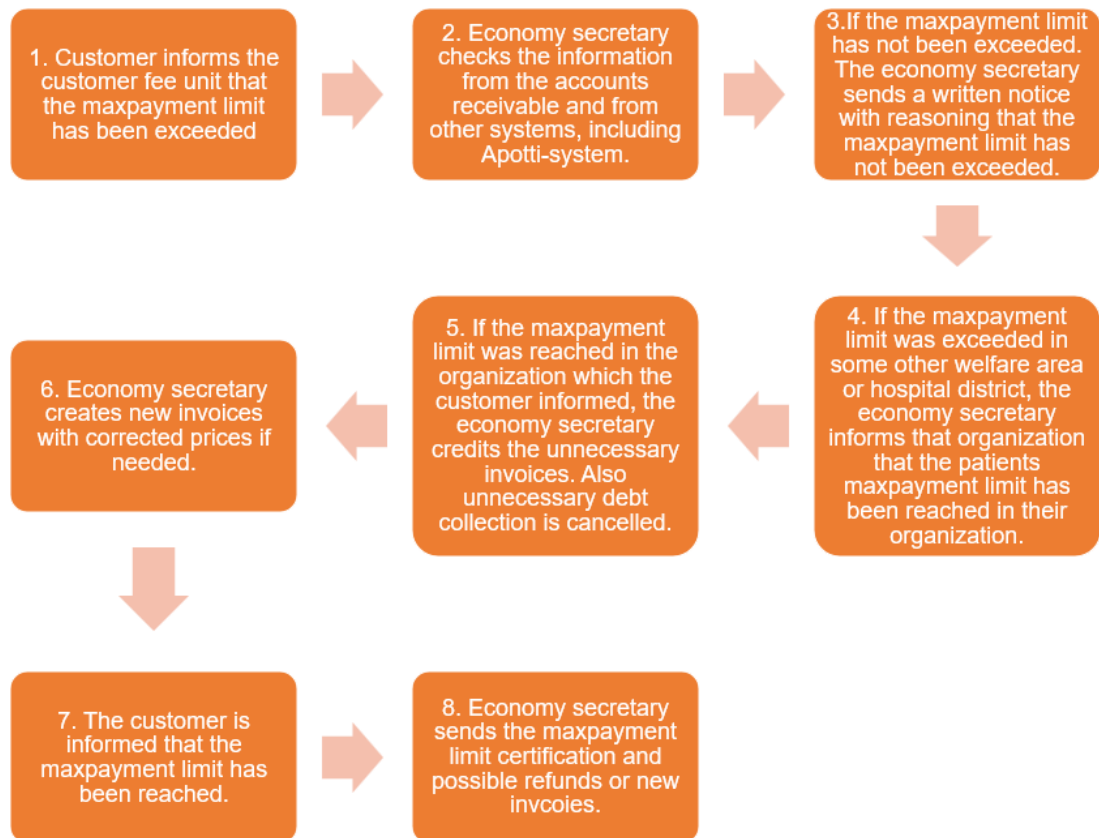 1. Customer informs the
customer fee unit that
the maxpayment limit
has been exceeded
2. Economy secretary
checks the information
from the accounts
receivable and from
other systems, including
Apotti-system.
3.If the maxpayment limit
has not been exceeded.
The economy secretary
sends a written notice
with reasoning that the
maxpayment limit has
not been exceeded.
4. If the maxpayment
limit was exceeded in
some other welfare area
or hospital district, the
economy secretary
informs that organization
that the patients
maxpayment limit has
been reached in their
organization.
5. If the maxpayment
limit was reached in the
organization which the
customer informed, the
economy secretary
credits the unnecessary
invoices. Also
unnecessary debt
collection is cancelled.
6. Economy secretary
creates new invoices
with corrected prices if
needed.
7. The customer is
informed that the
maxpayment limit has
been reached.
8. Economy secretary
sends the maxpayment
limit certification and
possible refunds or new
invcoies.